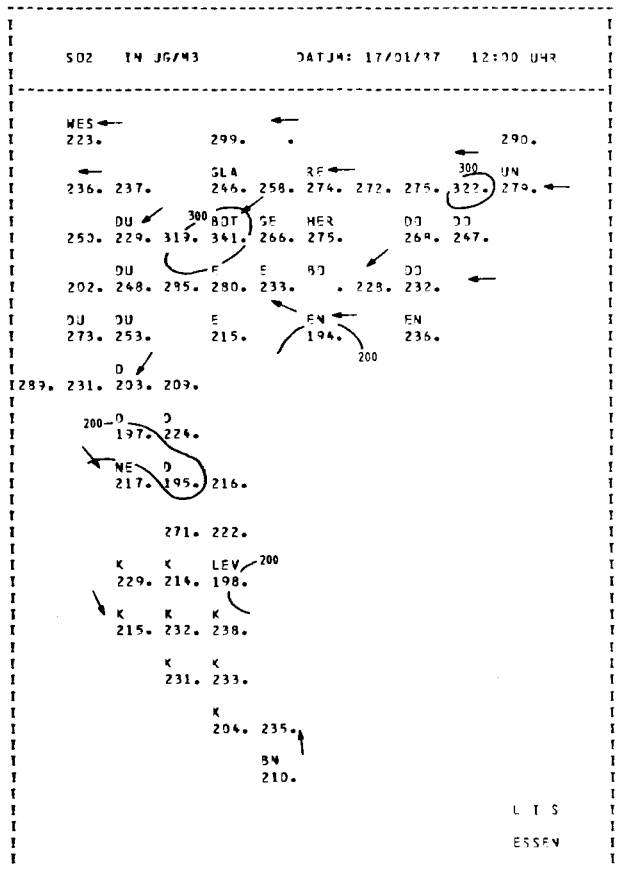 SO2 IN UG/M3 DATUM: 17/01/87 12:00 UHR
WES
223. 299. . 290.
GLA RE 300 UN
236. 237. 246. 258. 274. 272. 275. 322. 279.
DU 300 BOT GE HER DO DO
250. 229. 319. 341. 266. 275. 268. 247.
DU E E BO DO
202. 248. 295. 280. 233. . 228. 232.
DU DU E EN EN
273. 253. 215. 194. 236.
200
D
289. 231. 203. 209.
200 D D
197. 224.
NE D
217. 195. 216.
271. 222.
K K LEV 200
229. 214. 198.
K K K
215. 232. 238.
K K
231. 233.
K
204. 235.
BN
210.
L I S
ESSEN